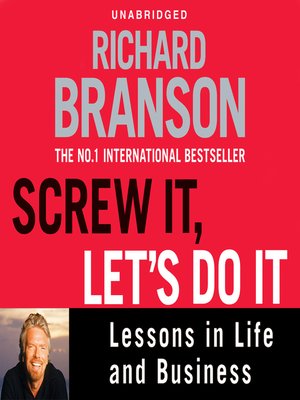 UNABRIDGED
RICHARD
BRANSON
THE NO.1 INTERNATIONAL BESTSELLER
SCREW IT,
LET'S DO IT
Lessons in Life
and Business